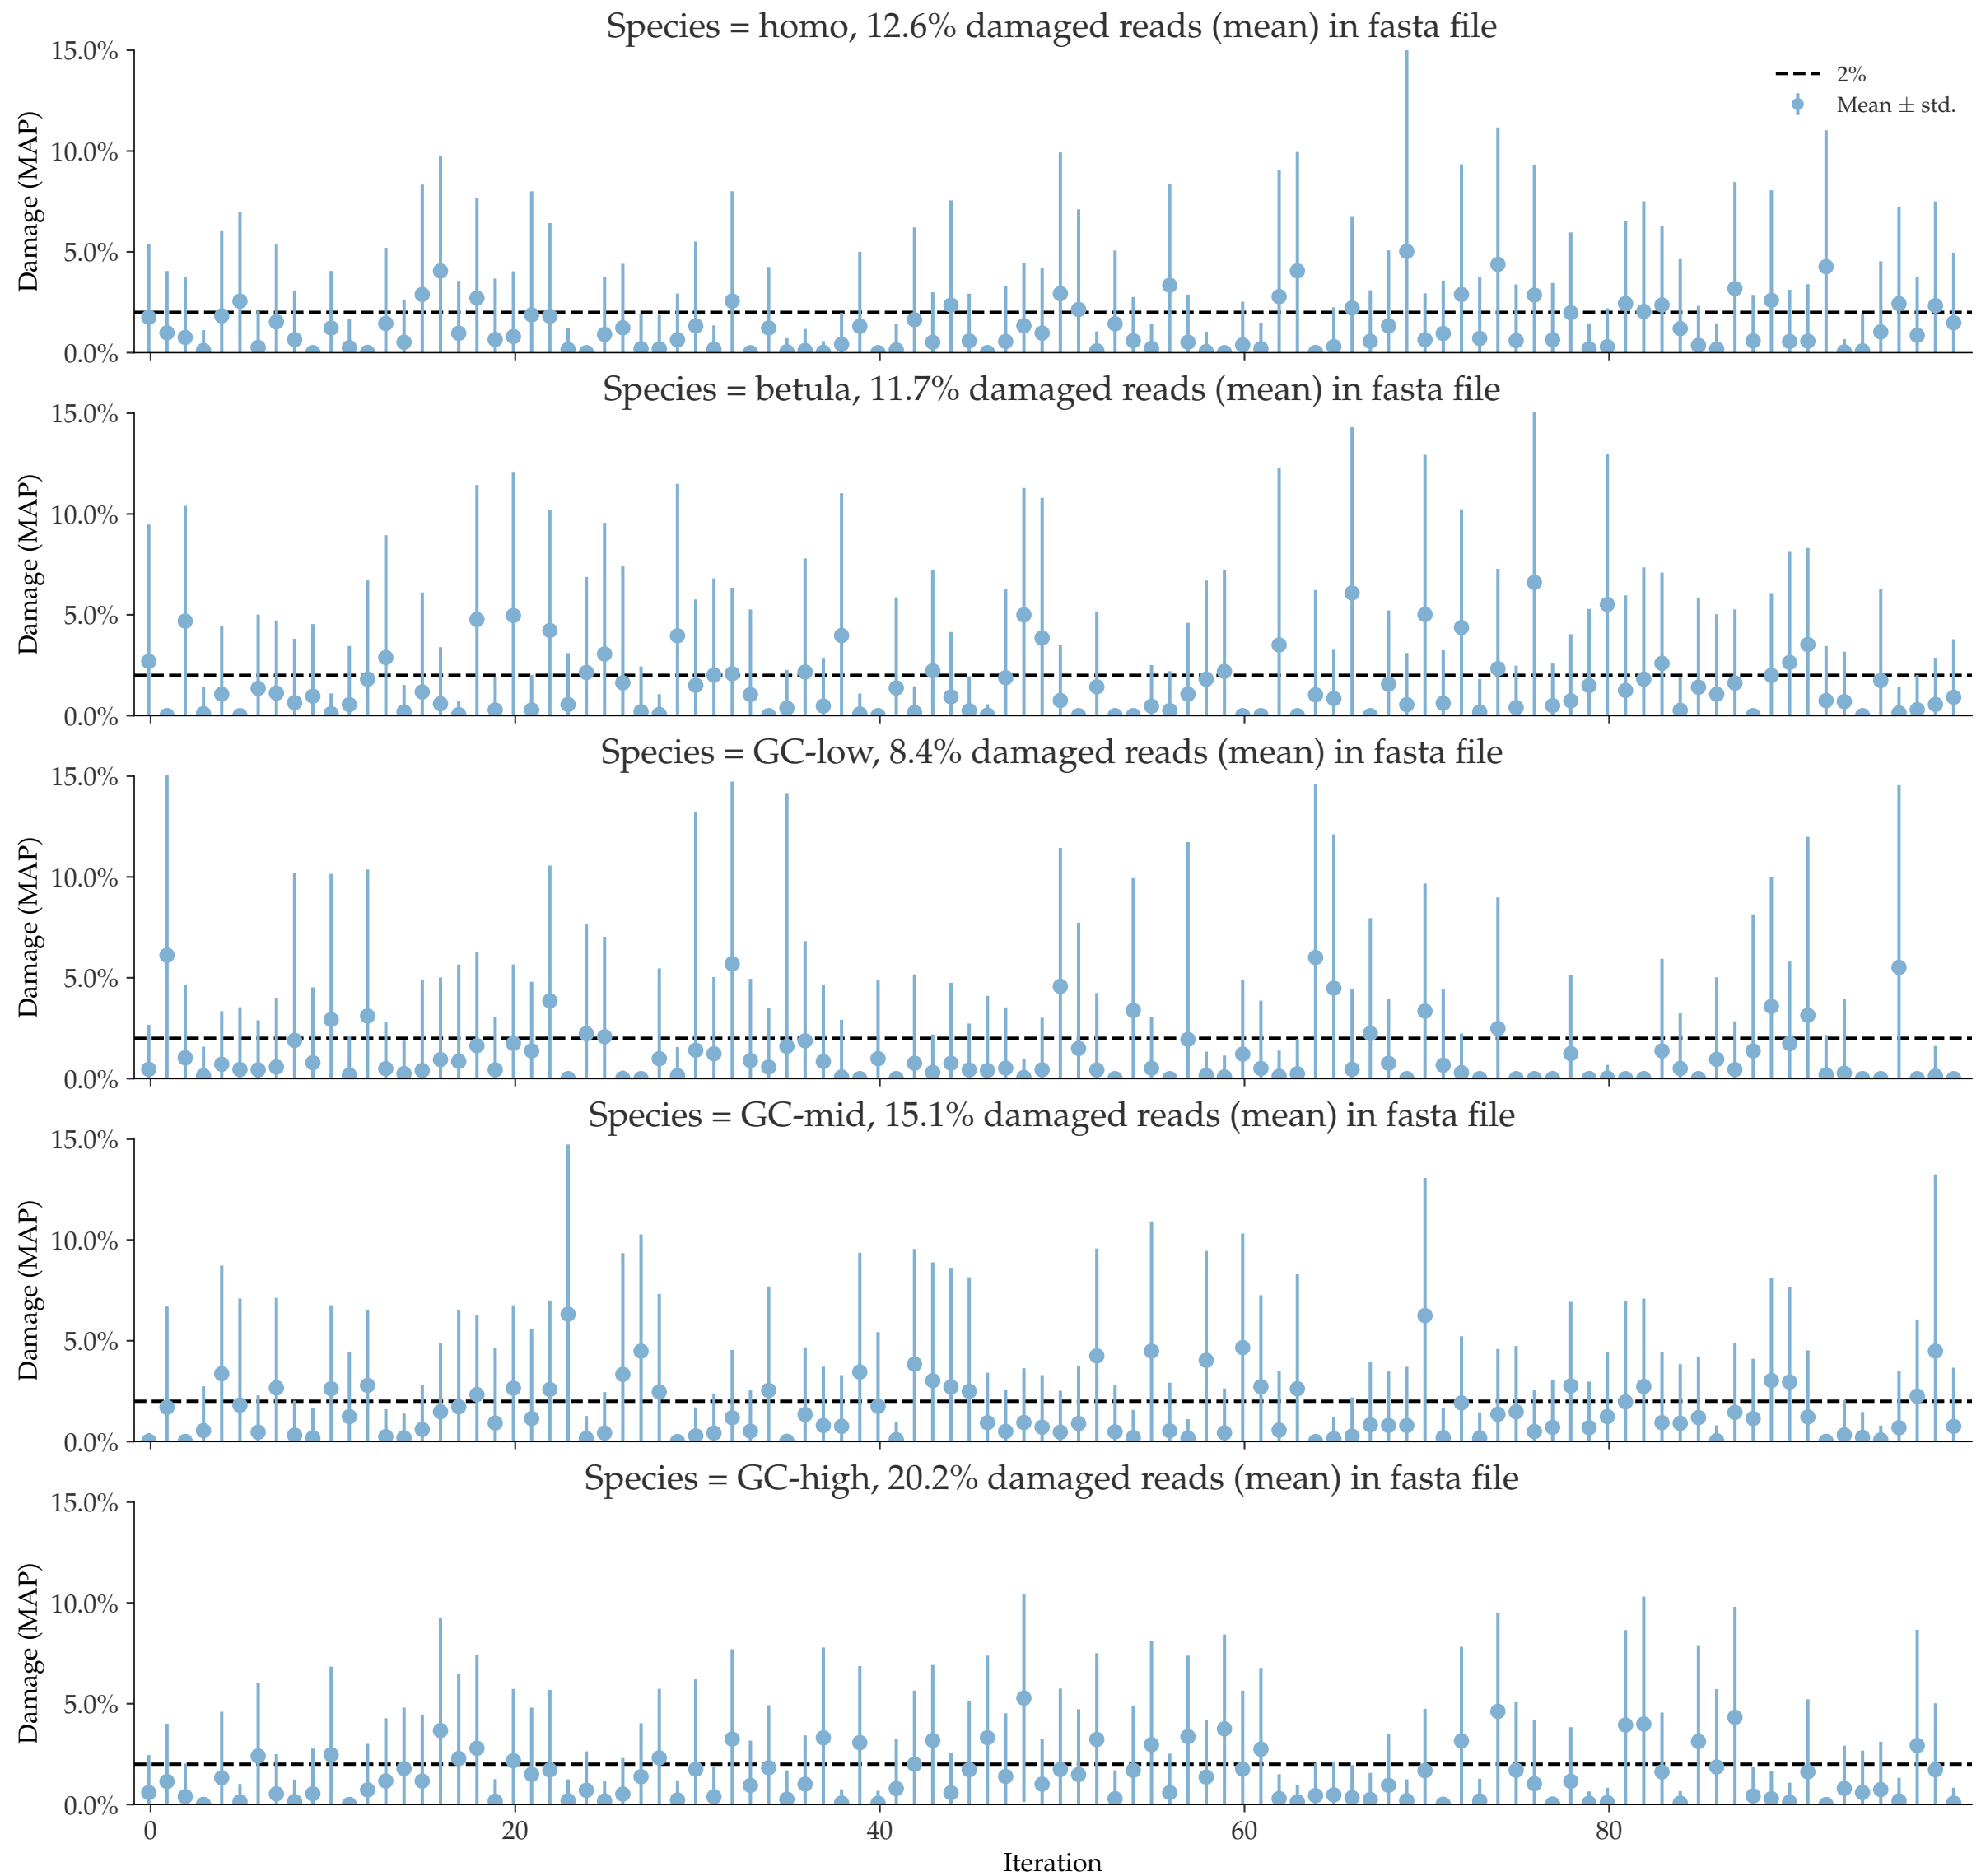 Species = homo, 12.6% damaged reads (mean) in fasta file
15.0%
10.0%
5.0%
0.0%
Damage (MAP)
2%
Mean ± std.
Species = betula, 11.7% damaged reads (mean) in fasta file
15.0%
10.0%
5.0%
0.0%
Damage (MAP)
Species = GC-low, 8.4% damaged reads (mean) in fasta file
15.0%
10.0%
5.0%
0.0%
Damage (MAP)
Species = GC-mid, 15.1% damaged reads (mean) in fasta file
15.0%
10.0%
5.0%
0.0%
Damage (MAP)
Species = GC-high, 20.2% damaged reads (mean) in fasta file
15.0%
10.0%
5.0%
0.0%
Damage (MAP)
0 20 40 60 80
Iteration